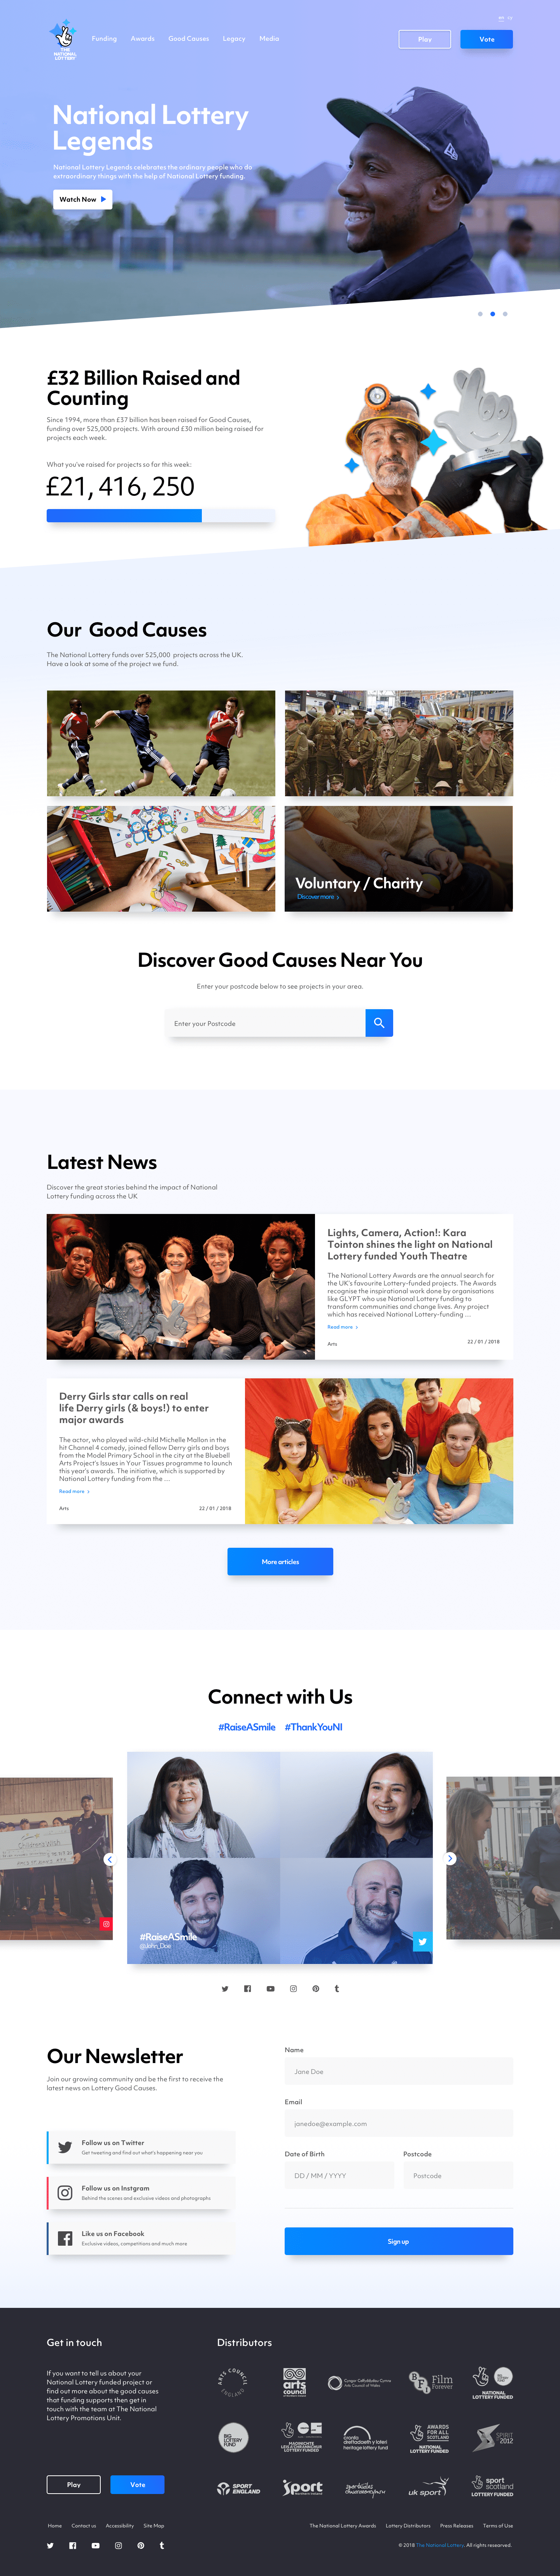 THE
NATIONAL
LOTTERY
Funding
Awards
Good Causes
Legacy
Media
Play
Vote
National Lottery
Legends
National Lottery Legends celebrates the ordinary people who do
extraordinary things with the help of National Lottery funding.
Watch Now
£32 Billion Raised and
Counting
Since 1994, more than £37 billion has been raised for Good Causes,
funding over 525,000 projects. With around £30 million being raised for
projects each week.
What you've raised for projects so far this week:
£21, 416, 250
Our Good Causes
The National Lottery funds over 525,000 projects across the UK.
Have a look at some of the project we fund.
Voluntary / Charity
Discover more
Discover Good Causes Near You
Enter your postcode below to see projects in your area.
Enter your Postcode
Latest News
Discover the great stories behind the impact of National
Lottery funding across the UK
Lights, Camera, Action!: Kara
Tointon shines the light on National
Lottery funded Youth Theatre
The National Lottery Awards are the annual search for
the UK's favourite Lottery-funded projects. The Awards
recognise the inspirational work done by organisations
like GLYPT who use National Lottery funding to
transform communities and change lives. Any project
which has received National Lottery-funding ....
Read more
Arts
22 / 01 / 2018
Derry Girls star calls on real
life Derry girls (& boys!) to enter
major awards
The actor, who played wild-child Michelle Mallon in the
hit Channel 4 comedy, joined fellow Derry girls and boys
from the Model Primary School in the city at the Bluebell
Arts Project's Issues in Your Tissues programme to launch
this year's awards. The initiative, which is supported by
National Lottery funding from the ....
Read more
Arts
22 / 01 / 2018
More articles
Connect with Us
#RaiseASmile #ThankYouNl
#RaiseASmile
@John_Doe
Our Newsletter
Join our growing community and be the first to receive the
latest news on Lottery Good Causes.
Follow us on Twitter
Get tweeting and find out what's happening near you
Follow us on Instgram
Behind the scenes and exclusive videos and photographs
Like us on Facebook
Exclusive videos, competitions and much more
Name
Jane Doe
Email
janedoe@example.com
Date of Birth
Postcode
DD / MM / YYYY
Postcode
Sign up
Get in touch
If you want to tell us about your
National Lottery funded project or
find out more about the good causes
that funding supports then get in
touch with the team at The National
Lottery Promotions Unit.
Play
Vote
Distributors
ARTS COUNCIL
ENGLAND
arts
council
Cyngor Celfyddydau Cymru
Arts Council of Wales
BFI Film
Forever
NATIONAL
LOTTERY FUNDED
BIG
LOTTERY
FUND
LOTTERY FUNDED
heritage lottery fund
AWARDS
FOR ALL
SCOTLAND
NATIONAL
LOTTERY FUNDED
SPIRIT
2012
SPORT
ENGLAND
Sport
uk sport
sport
scotland
LOTTERY FUNDED
Home
Contact us
Accessibility
Site Map
The National Lottery Awards
Lottery Distributors
Press Releases
Terms of Use
© 2018 The National Lottery. All rights researved.